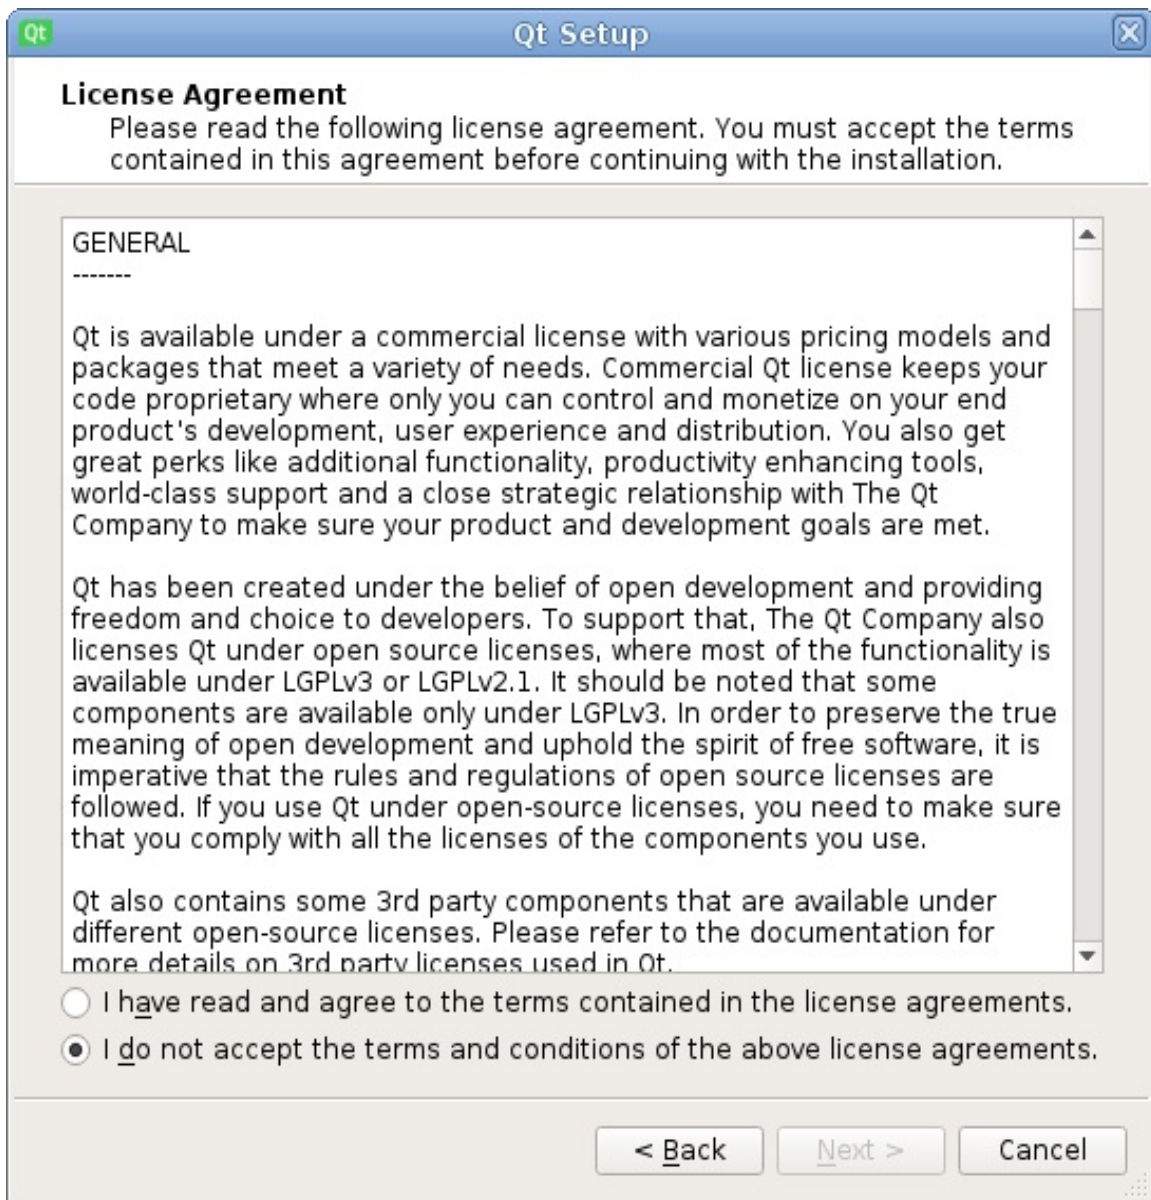 Qt
Qt Setup
License Agreement
Please read the following license agreement. You must accept the terms
contained in this agreement before continuing with the installation.
GENERAL
-------
Qt is available under a commercial license with various pricing models and
packages that meet a variety of needs. Commercial Qt license keeps your
code proprietary where only you can control and monetize on your end
product's development, user experience and distribution. You also get
great perks like additional functionality, productivity enhancing tools,
world-class support and a close strategic relationship with The Qt
Company to make sure your product and development goals are met.
Qt has been created under the belief of open development and providing
freedom and choice to developers. To support that, The Qt Company also
licenses Qt under open source licenses, where most of the functionality is
available under LGPLv3 or LGPLv2.1. It should be noted that some
components are available only under LGPLv3. In order to preserve the true
meaning of open development and uphold the spirit of free software, it is
imperative that the rules and regulations of open source licenses are
followed. If you use Qt under open-source licenses, you need to make sure
that you comply with all the licenses of the components you use.
Qt also contains some 3rd party components that are available under
different open-source licenses. Please refer to the documentation for
more details on 3rd party licenses used in Qt.
I have read and agree to the terms contained in the license agreements.
I do not accept the terms and conditions of the above license agreements.
< Back
Next >
Cancel